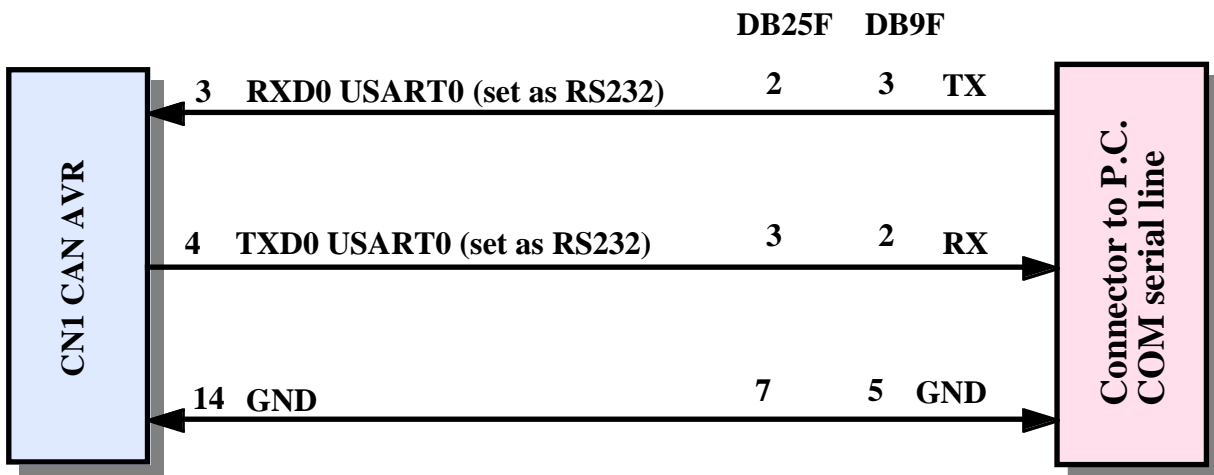 DB25F DB9F
3 RXD0 USART0 (set as RS232) 2 3 TX
4 TXD0 USART0 (set as RS232) 3 2 RX
14 GND 7 5 GND
CN1 CAN AVR
Connector to P.C.
COM serial line